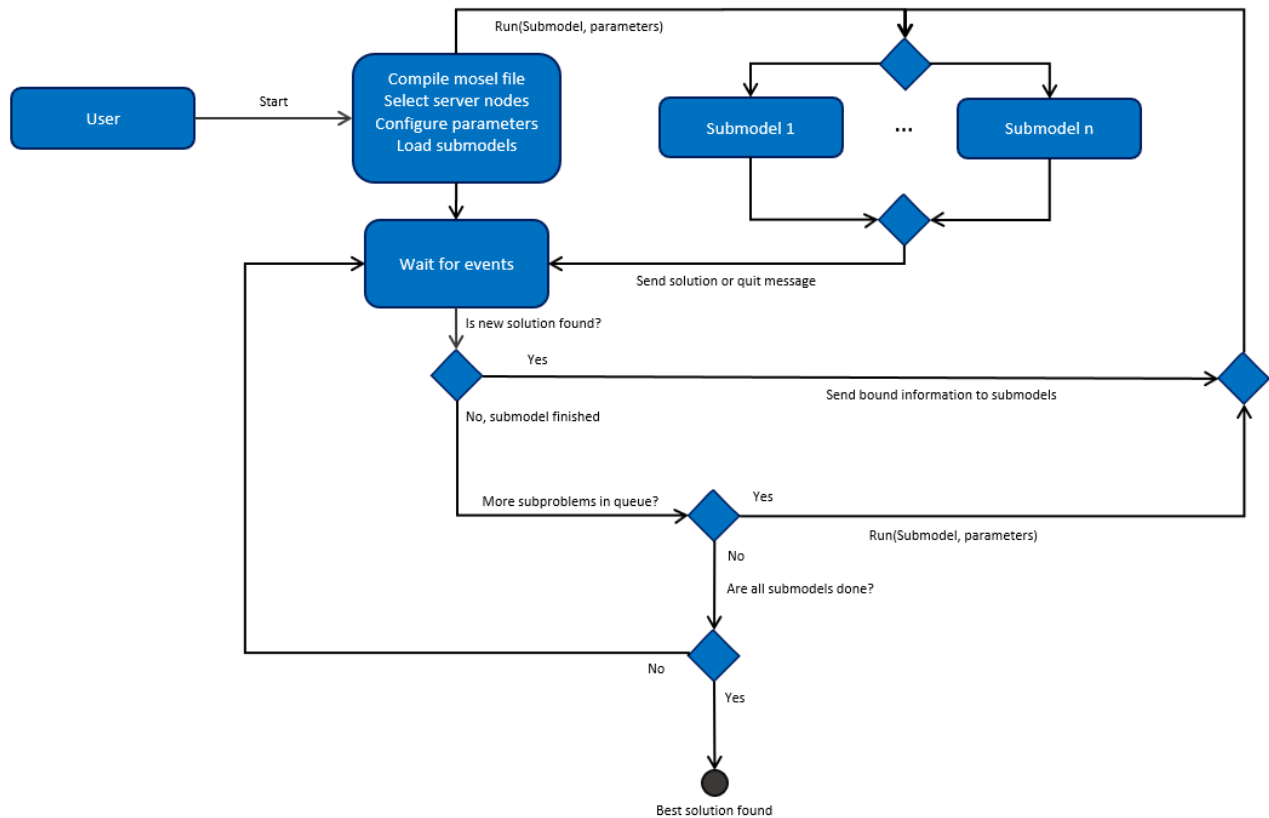 Run(Submodel, parameters)
Compile mosel file
Select server nodes
Configure parameters
Load submodels
User
Start
Submodel 1
...
Submodel n
Wait for events
Send solution or quit message
Is new solution found?
Yes
Send bound information to submodels
No, submodel finished
More subproblems in queue?
Yes
Run(Submodel, parameters)
No
Are all submodels done?
No
Yes
Best solution found